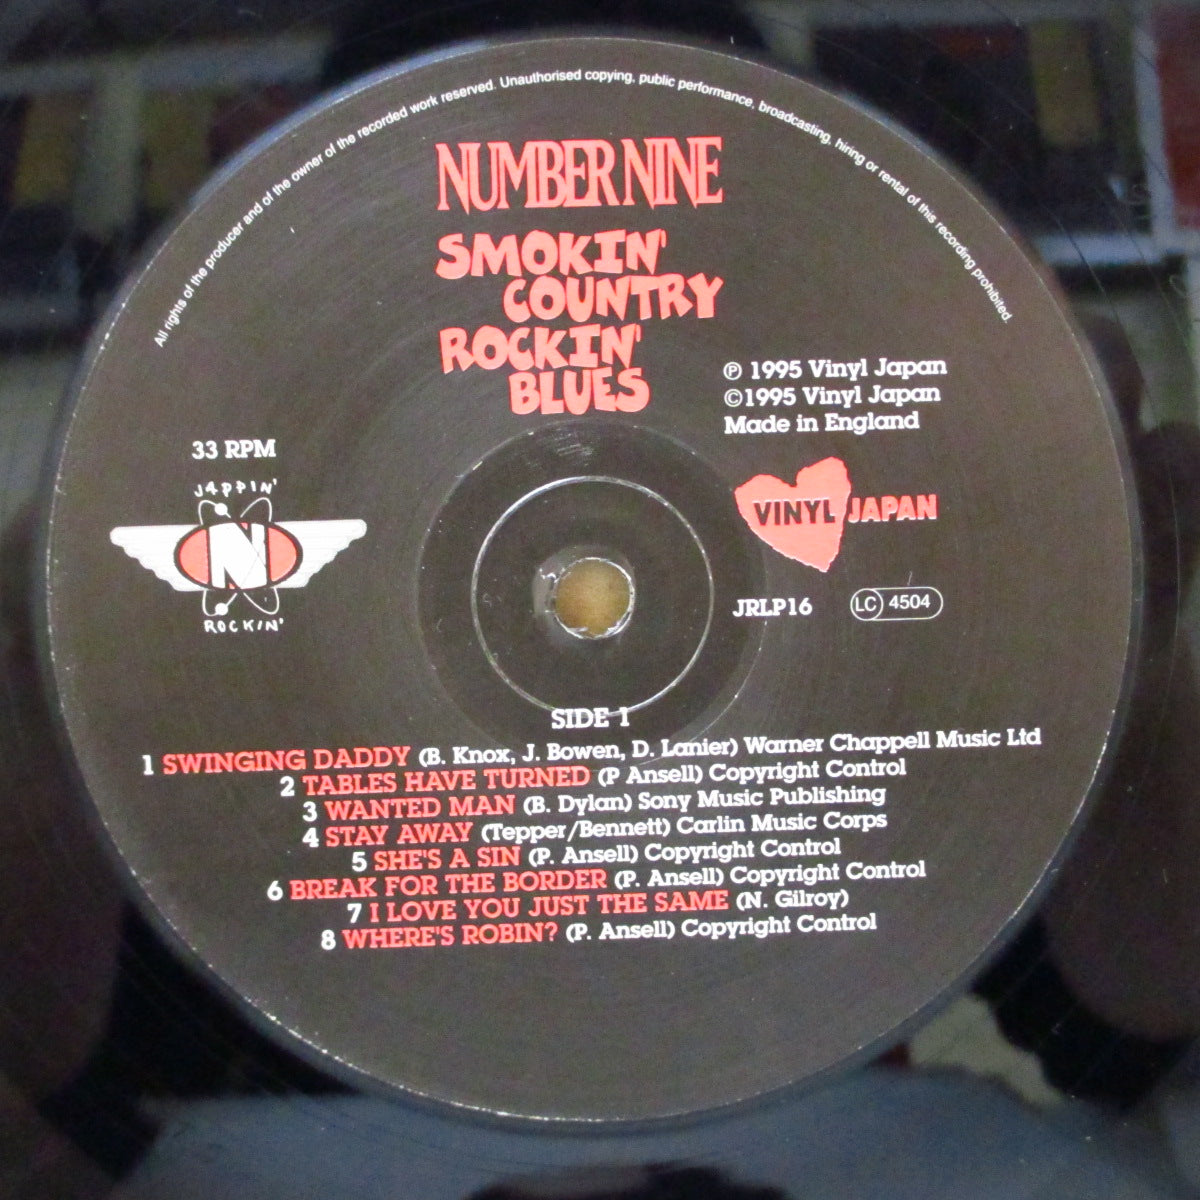 All rights of the producer and of the owner of the recorded work reserved. Unauthorised copying, public performance, broadcasting, hiring or rental of this recording prohibited.
NUMBER NINE
SMOKIN'
COUNTRY
ROCKIN'
BLUES
℗ 1995 Vinyl Japan
©1995 Vinyl Japan
Made in England
33 RPM
JAPPIN'
N
ROCKIN'
VINYL JAPAN
JRLP16
LC 4504
SIDE 1
1 SWINGING DADDY (B. Knox, J. Bowen, D. Lanier) Warner Chappell Music Ltd
2 TABLES HAVE TURNED (P Ansell) Copyright Control
3 WANTED MAN (B. Dylan) Sony Music Publishing
4 STAY AWAY (Tepper/Bennett) Carlin Music Corps
5 SHE'S A SIN (P. Ansell) Copyright Control
6 BREAK FOR THE BORDER (P. Ansell) Copyright Control
7 I LOVE YOU JUST THE SAME (N. Gilroy)
8 WHERE'S ROBIN? (P. Ansell) Copyright Control